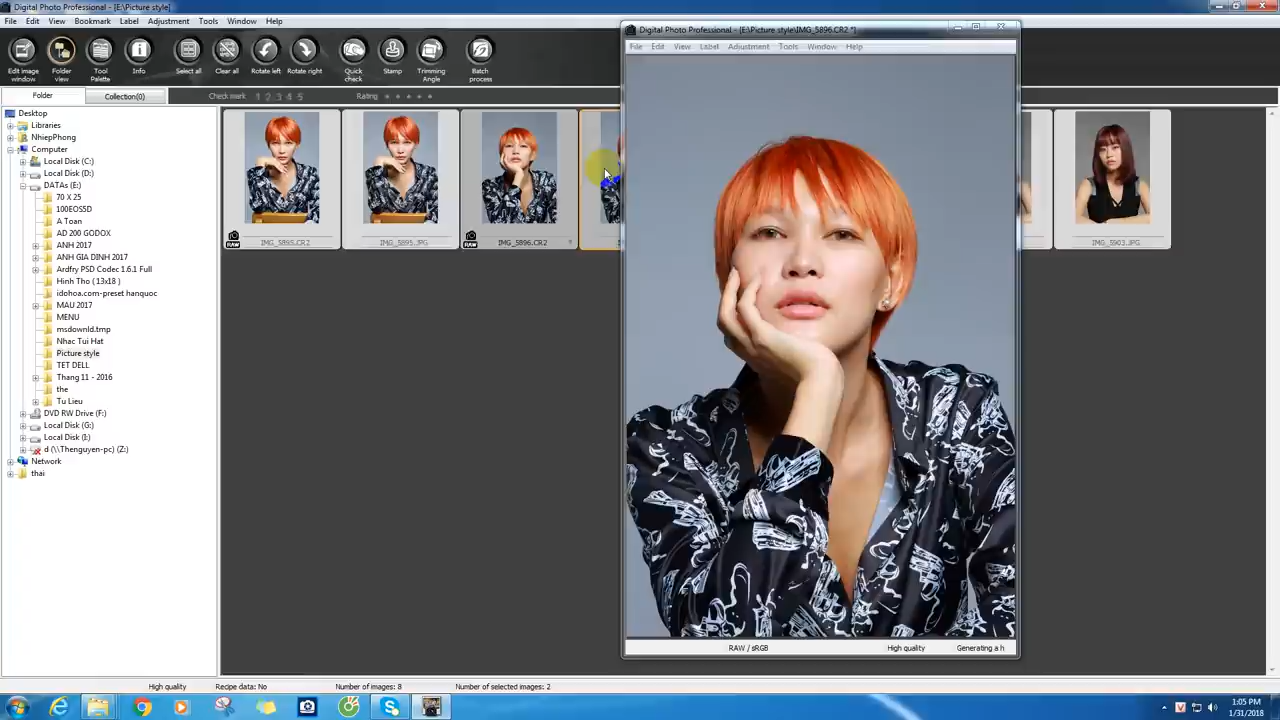 Digital Photo Professional - [E\Picture style]
File Edit View Bookmark Label Adjustment Tools Window Help
Edit image window
Folder view
Tool Palette
Info
Select all
Clear all
Rotate left
Rotate right
Quick check
Stamp
Trimming Angle
Batch process
Folder
Collection(0)
Check mark 1 2 3 4 5
Rating
Desktop
Libraries
NhiepPhong
Computer
Local Disk (C:)
Local Disk (D:)
DATAs (E:)
70 X 25
100EOS5D
A Toan
AD 200 GODOX
ANH 2017
ANH GIA DINH 2017
Ardfry PSD Codec 1.6.1 Full
Hinh Tho ( 13x18 )
idohoa.com-preset hanquoc
MAU 2017
MENU
msdownld.tmp
Nhac Tui Hat
Picture style
TET DELL
Thang 11 - 2016
the
Tu Lieu
DVD RW Drive (F:)
Local Disk (G:)
Local Disk (I:)
d (\\Thenguyen-pc) (Z:)
Network
thai
RAW
IMG_5895.CR2
IMG_5895.JPG
RAW
IMG_5896.CR2
IMG_5903.JPG
Digital Photo Professional - [E\Picture style\IMG_5896.CR2 *]
File Edit View Label Adjustment Tools Window Help
RAW / sRGB
High quality
Generating a h
High quality
Recipe data: No
Number of images: 8
Number of selected images: 2
1:05 PM
1/31/2018